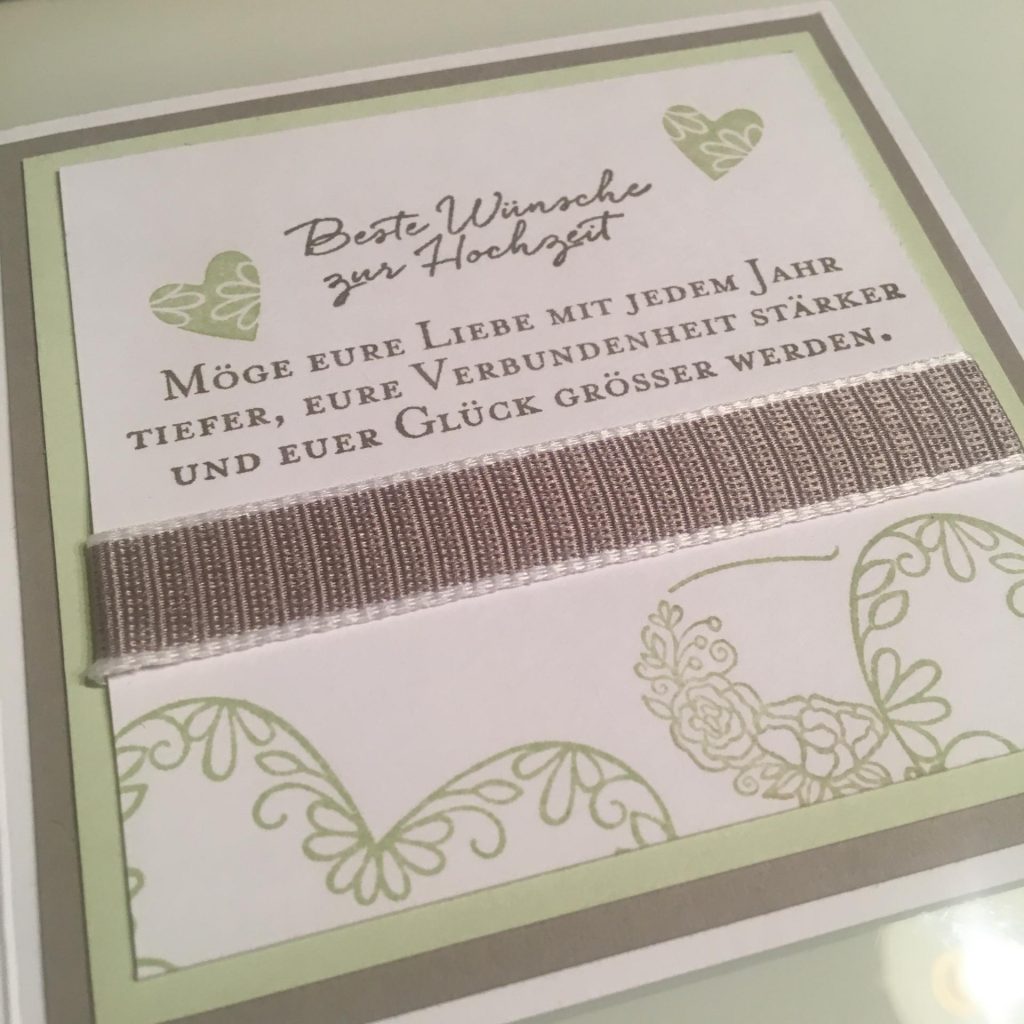 Beste Wünsche
zur Hochzeit
Möge eure Liebe mit jedem Jahr
tiefer, eure Verbundenheit stärker
und euer Glück grösser werden.